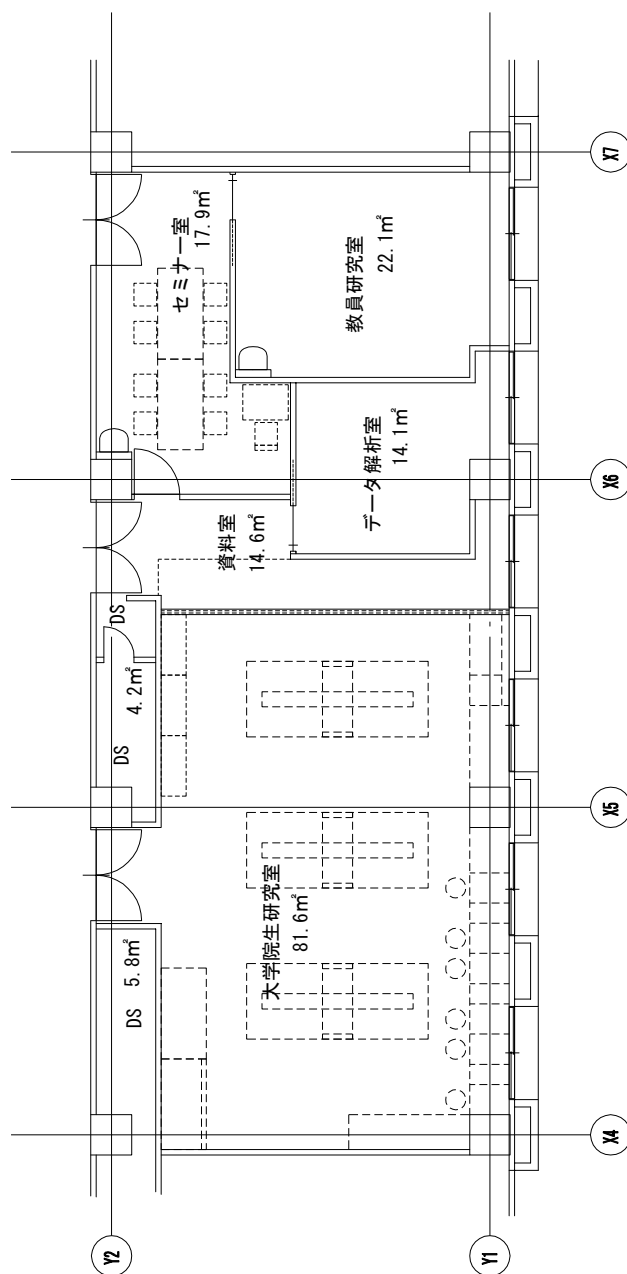 セミナー室
17.9㎡
教員研究室
22.1㎡
データ解析室
14.1㎡
資料室
14.6㎡
DS
DS
4.2㎡
大学院生研究室
81.6㎡
DS 5.8㎡
X7
X6
X5
X4
Y2
Y1